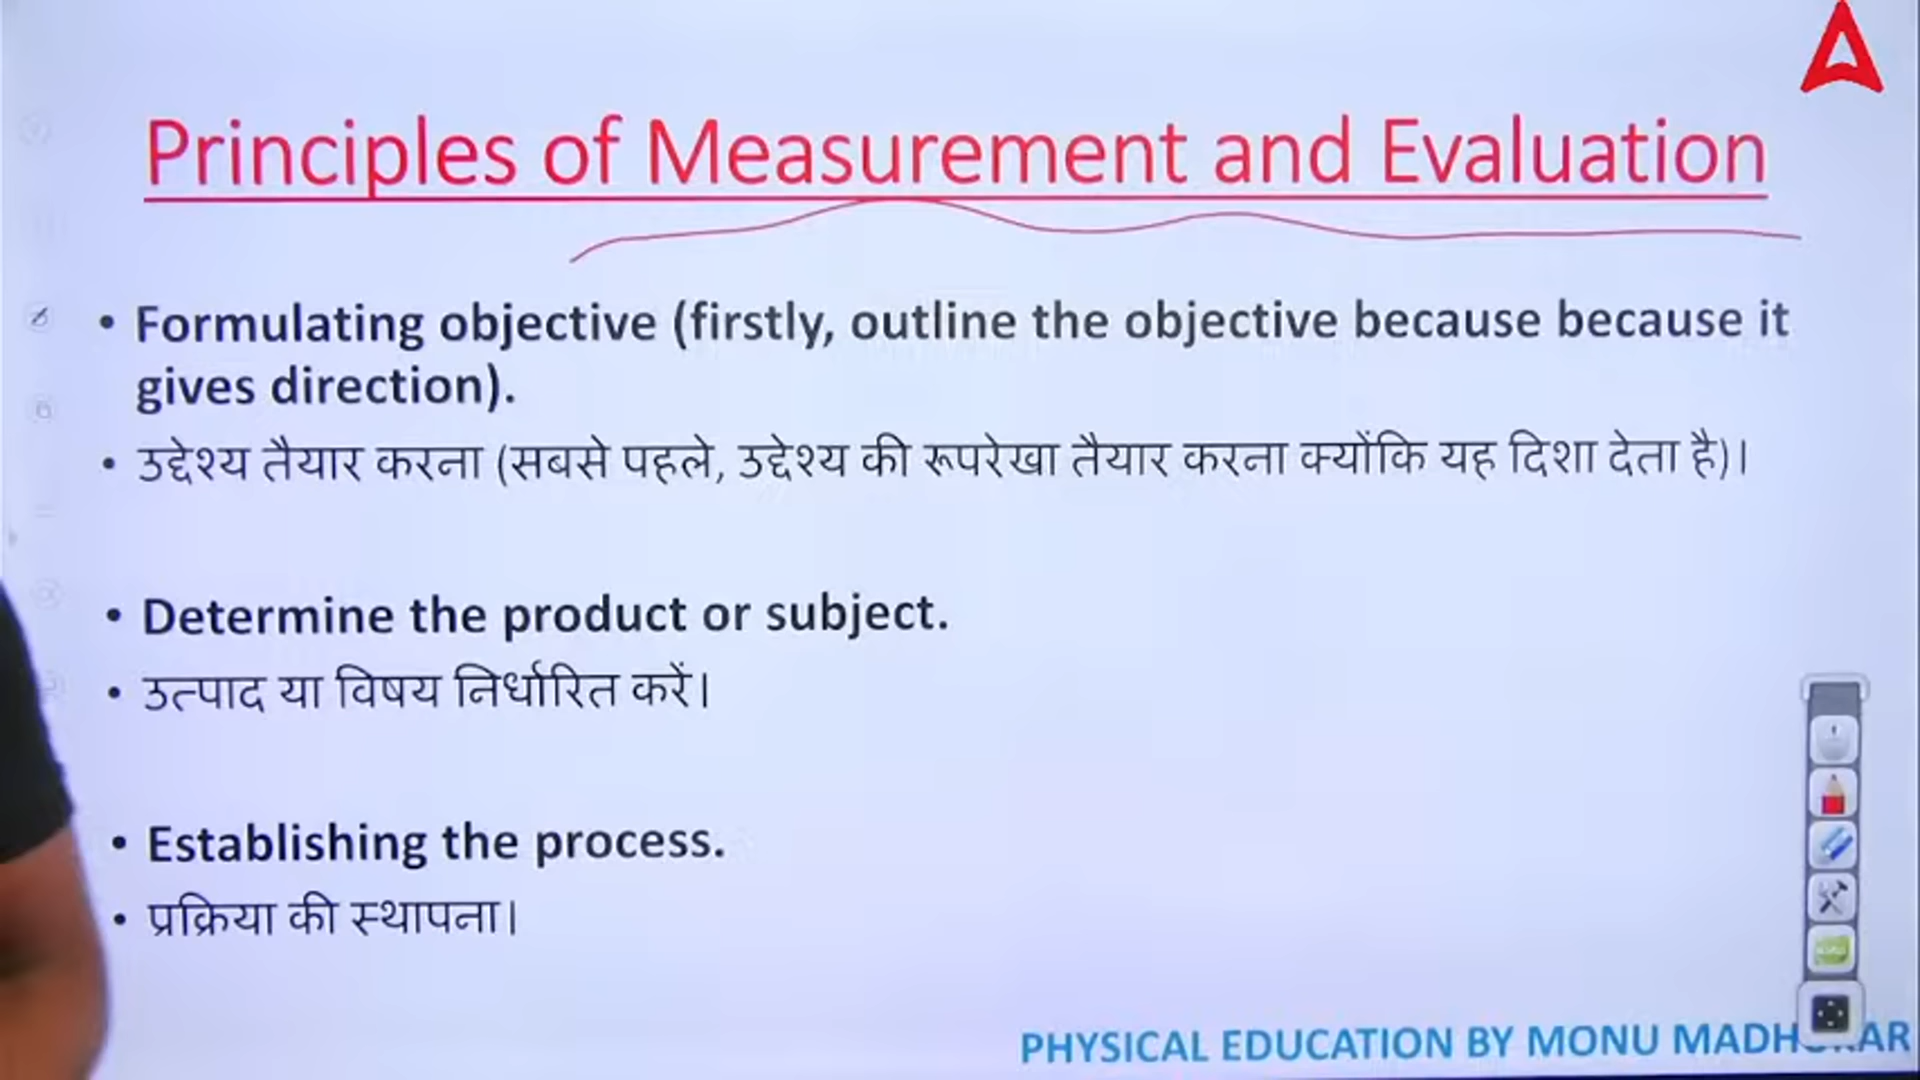 Principles of Measurement and Evaluation
• Formulating objective (firstly, outline the objective because because it
gives direction).
• उद्देश्य तैयार करना (सबसे पहले, उद्देश्य की रूपरेखा तैयार करना क्योंकि यह दिशा देता है)।
• Determine the product or subject.
• उत्पाद या विषय निर्धारित करें।
• Establishing the process.
• प्रक्रिया की स्थापना।
PHYSICAL EDUCATION BY MONU